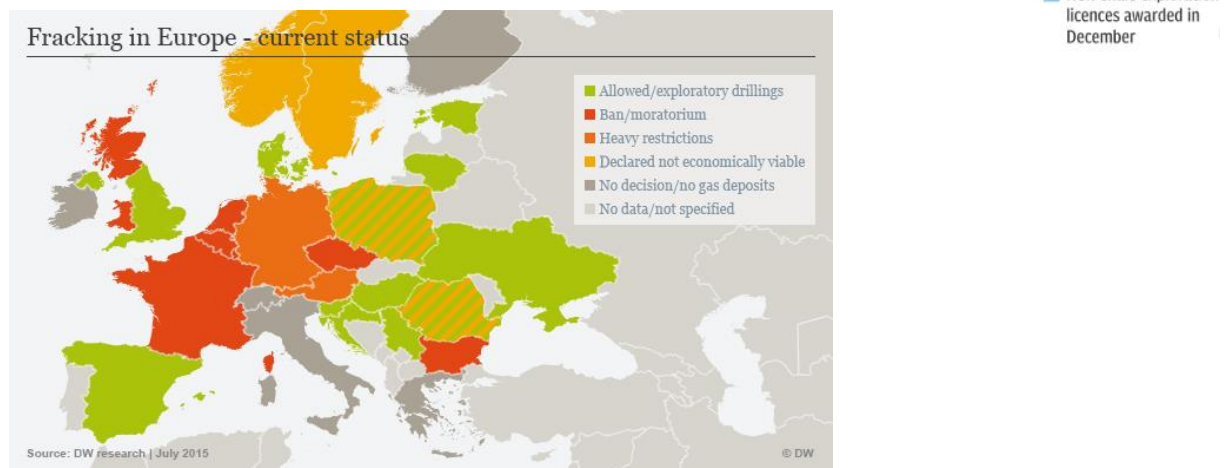 Fracking in Europe - current status
Allowed/exploratory drillings
Ban/moratorium
Heavy restrictions
Declared not economically viable
No decision/no gas deposits
No data/not specified
Source: DW research | July 2015
© DW
licences awarded in
December